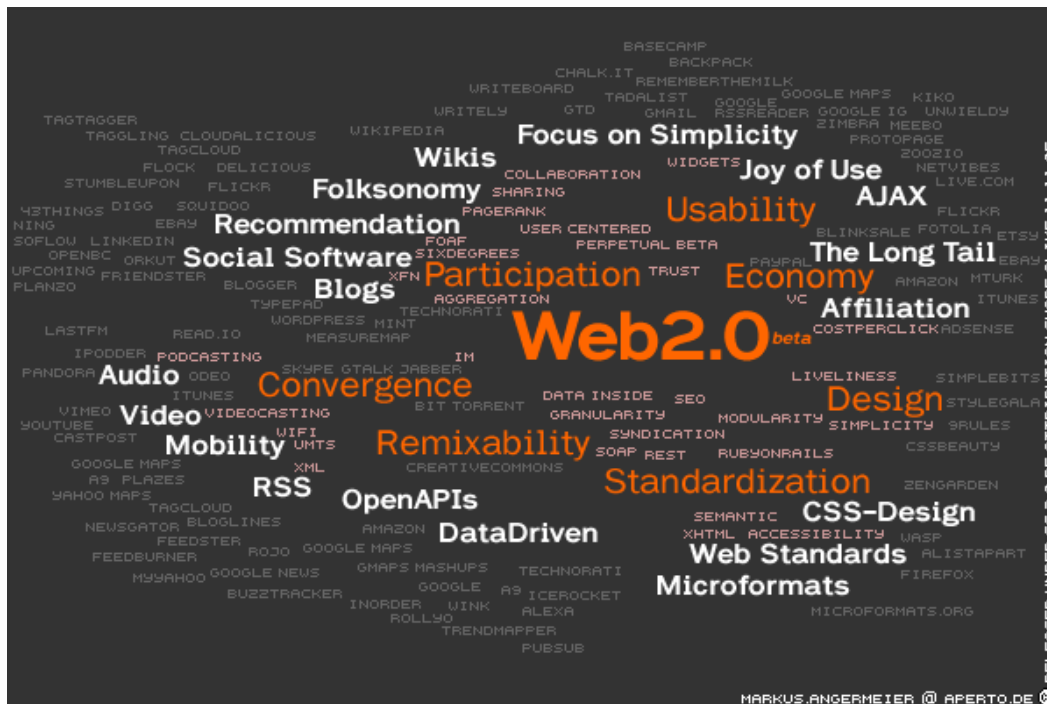 BASECAMP
BACKPACK
CHALK.IT REMEMBERTHEMILK
WRITEBOARD TADALIST GOOGLE MAPS KIKO
WRITELY GTD GMAIL GOOGLE RSSREADER GOOGLE IG UNWIELDY
TAGTAGGER ZIMBRA MEEBO
TAGGLING CLOUDALICIOUS WIKIPEDIA Focus on Simplicity PROTOPAGE
TAGCLOUD Wikis WIDGETS ZOOZIO
FLOCK DELICIOUS COLLABORATION Joy of Use NETVIBES
STUMBLEUPON FLICKR Folksonomy SHARING AJAX LIVE.COM
43THINGS DIGG SQUIDOO PAGERANK Usability FLICKR
NING EBAY Recommendation USER CENTERED BLINKSALE FOTOLIA ETSY
SOFLOW LINKEDIN FOAF PERPETUAL BETA
OPENBC ORKUT Social Software SIXDEGREES PAYPAL The Long Tail EBAY
UPCOMING FRIENDSTER XFN Participation TRUST Economy AMAZON MTURK
PLANZO BLOGGER Blogs AGGREGATION VC ITUNES
TYPEPAD TECHNORATI Affiliation
WORDPRESS MINT
LASTFM READ.IO MEASUREMAP Web2.0 beta COSTPERCLICK ADSENSE
IPODDER PODCASTING IM
PANDORA Audio ODEO SKYPE GTALK JABBER LIVELINESS SIMPLEBITS
ITUNES Convergence DATA INSIDE SEO Design STYLEGALA
VIMEO Video VIDEOCASTING BIT TORRENT GRANULARITY MODULARITY SIMPLICITY 9RULES
YOUTUBE WIFI SYNDICATION
CASTPOST Mobility UMTS Remixability SOAP REST RUBYONRAILS CSSBEAUTY
GOOGLE MAPS XML CREATIVECOMMONS
A9 PLAZES RSS Standardization ZENGARDEN
YAHOO MAPS OpenAPIs
TAGCLOUD SEMANTIC CSS-Design
NEWSGATOR BLOGLINES AMAZON DataDriven XHTML ACCESSIBILITY WASP
FEEDSTER ROJO GOOGLE MAPS Web Standards ALISTAPART
FEEDBURNER GMAPS MASHUPS TECHNORATI FIREFOX
MYYAHOO GOOGLE NEWS GOOGLE A9 ICEROCKET Microformats
BUZZTRACKER INORDER WINK ALEXA MICROFORMATS.ORG
ROLLYO
TRENDMAPPER
PUBSUB
MARKUS.ANGERMEIER @ APERTO.DE